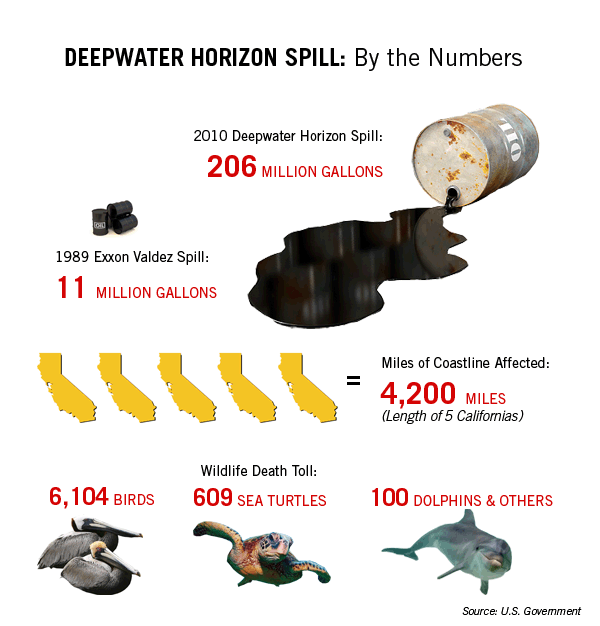 DEEPWATER HORIZON SPILL: By the Numbers
2010 Deepwater Horizon Spill:
206 MILLION GALLONS
OIL
OIL
1989 Exxon Valdez Spill:
11 MILLION GALLONS
= Miles of Coastline Affected:
4,200 MILES
(Length of 5 Californias)
Wildlife Death Toll:
6,104 BIRDS
609 SEA TURTLES
100 DOLPHINS & OTHERS
Source: U.S. Government